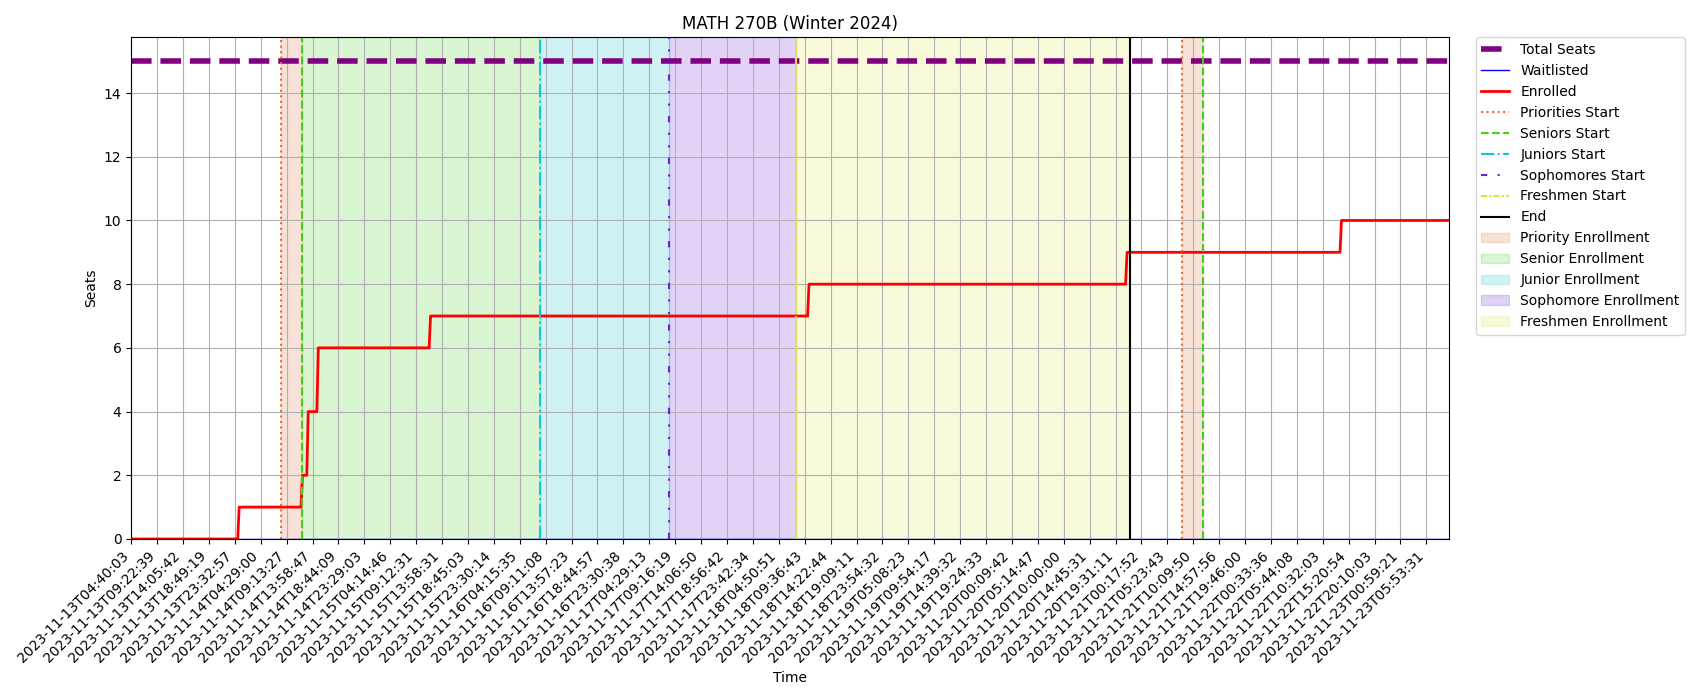 MATH 270B (Winter 2024)
Seats
14
12
10
8
6
4
2
0
2023-11-13T04:40:03
2023-11-13T09:22:39
2023-11-13T14:05:42
2023-11-13T18:49:19
2023-11-13T23:32:57
2023-11-14T04:29:00
2023-11-14T09:13:27
2023-11-14T13:58:47
2023-11-14T18:44:09
2023-11-14T23:29:03
2023-11-15T04:14:46
2023-11-15T09:12:31
2023-11-15T13:58:31
2023-11-15T18:45:03
2023-11-15T23:30:14
2023-11-16T04:15:35
2023-11-16T09:11:08
2023-11-16T13:57:23
2023-11-16T18:44:57
2023-11-16T23:30:38
2023-11-17T04:29:13
2023-11-17T09:16:19
2023-11-17T14:06:50
2023-11-17T18:56:42
2023-11-17T23:42:34
2023-11-18T04:50:51
2023-11-18T09:36:43
2023-11-18T14:22:44
2023-11-18T19:09:11
2023-11-18T23:54:32
2023-11-19T05:08:23
2023-11-19T09:54:17
2023-11-19T14:39:32
2023-11-19T19:24:33
2023-11-20T00:09:42
2023-11-20T05:14:47
2023-11-20T10:00:00
2023-11-20T14:45:31
2023-11-20T19:31:11
2023-11-21T00:17:52
2023-11-21T05:23:43
2023-11-21T10:09:50
2023-11-21T14:57:56
2023-11-21T19:46:00
2023-11-22T00:33:36
2023-11-22T05:44:08
2023-11-22T10:32:03
2023-11-22T15:20:54
2023-11-22T20:10:03
2023-11-23T00:59:21
2023-11-23T05:53:31
Time
Total Seats
Waitlisted
Enrolled
Priorities Start
Seniors Start
Juniors Start
Sophomores Start
Freshmen Start
End
Priority Enrollment
Senior Enrollment
Junior Enrollment
Sophomore Enrollment
Freshmen Enrollment